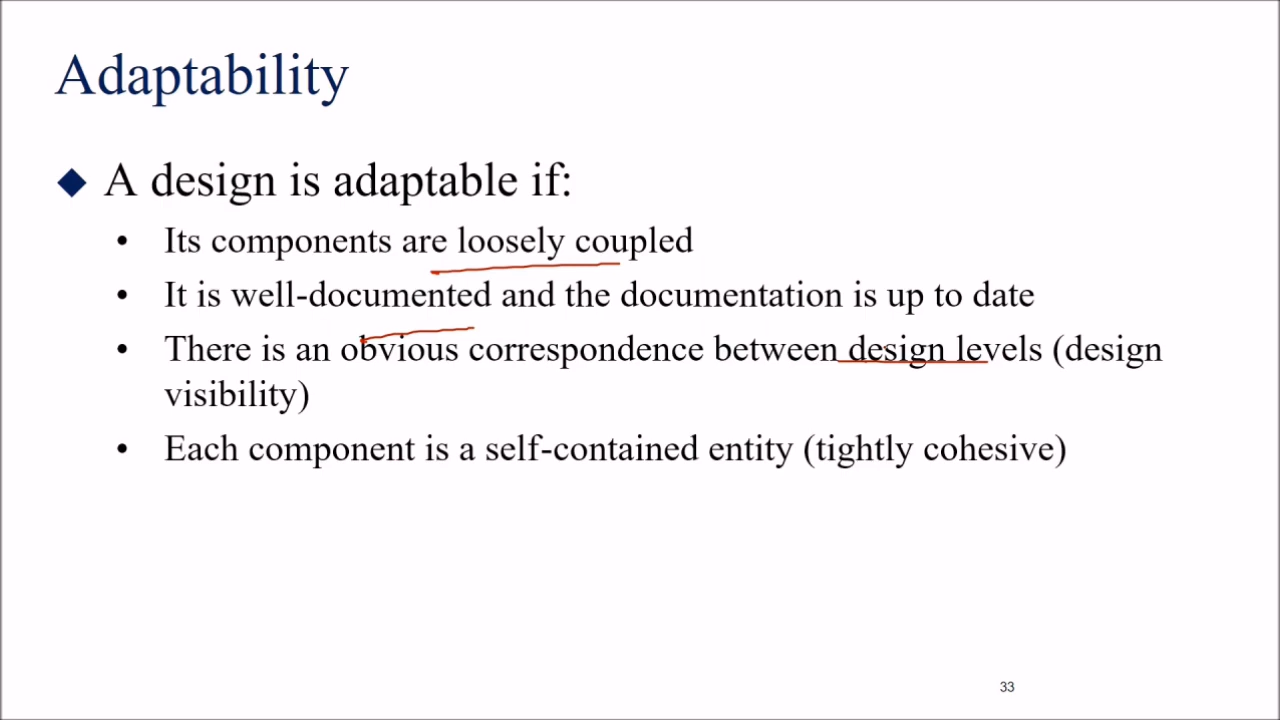 Adaptability
◆ A design is adaptable if:
• Its components are loosely coupled
• It is well-documented and the documentation is up to date
• There is an obvious correspondence between design levels (design
visibility)
• Each component is a self-contained entity (tightly cohesive)
33